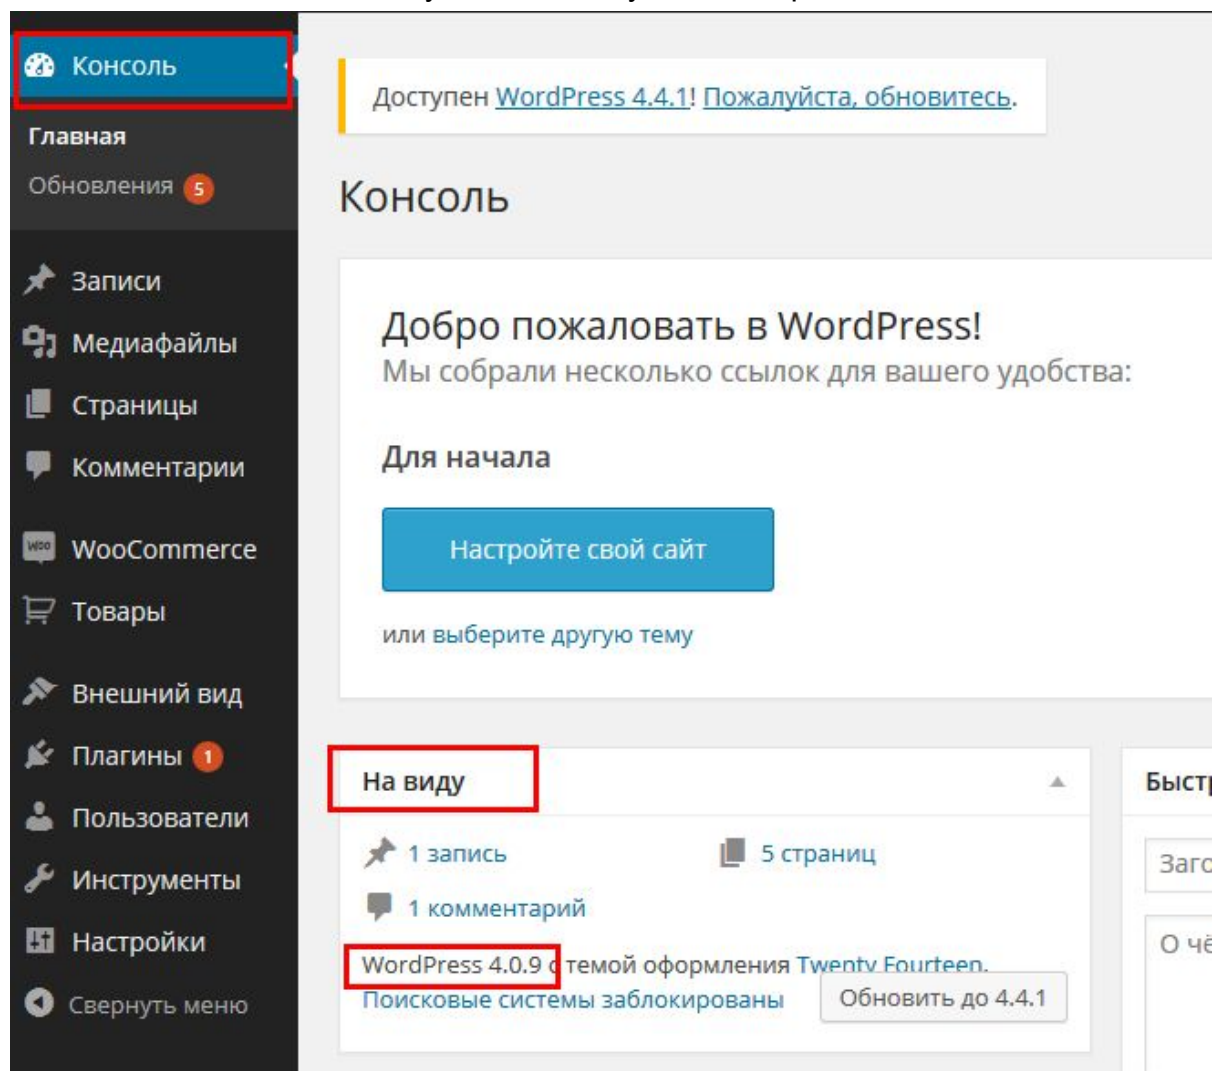 Консоль
Главная
Обновления 5
Записи
Медиафайлы
Страницы
Комментарии
WooCommerce
Товары
Внешний вид
Плагины 1
Пользователи
Инструменты
Настройки
Свернуть меню
Доступен WordPress 4.4.1! Пожалуйста, обновитесь.
Консоль
Добро пожаловать в WordPress!
Мы собрали несколько ссылок для вашего удобства:
Для начала
Настройте свой сайт
или выберите другую тему
На виду
1 запись
5 страниц
1 комментарий
WordPress 4.0.9 с темой оформления Twenty Fourteen.
Поисковые системы заблокированы
Обновить до 4.4.1
Быст
Заго
О чё